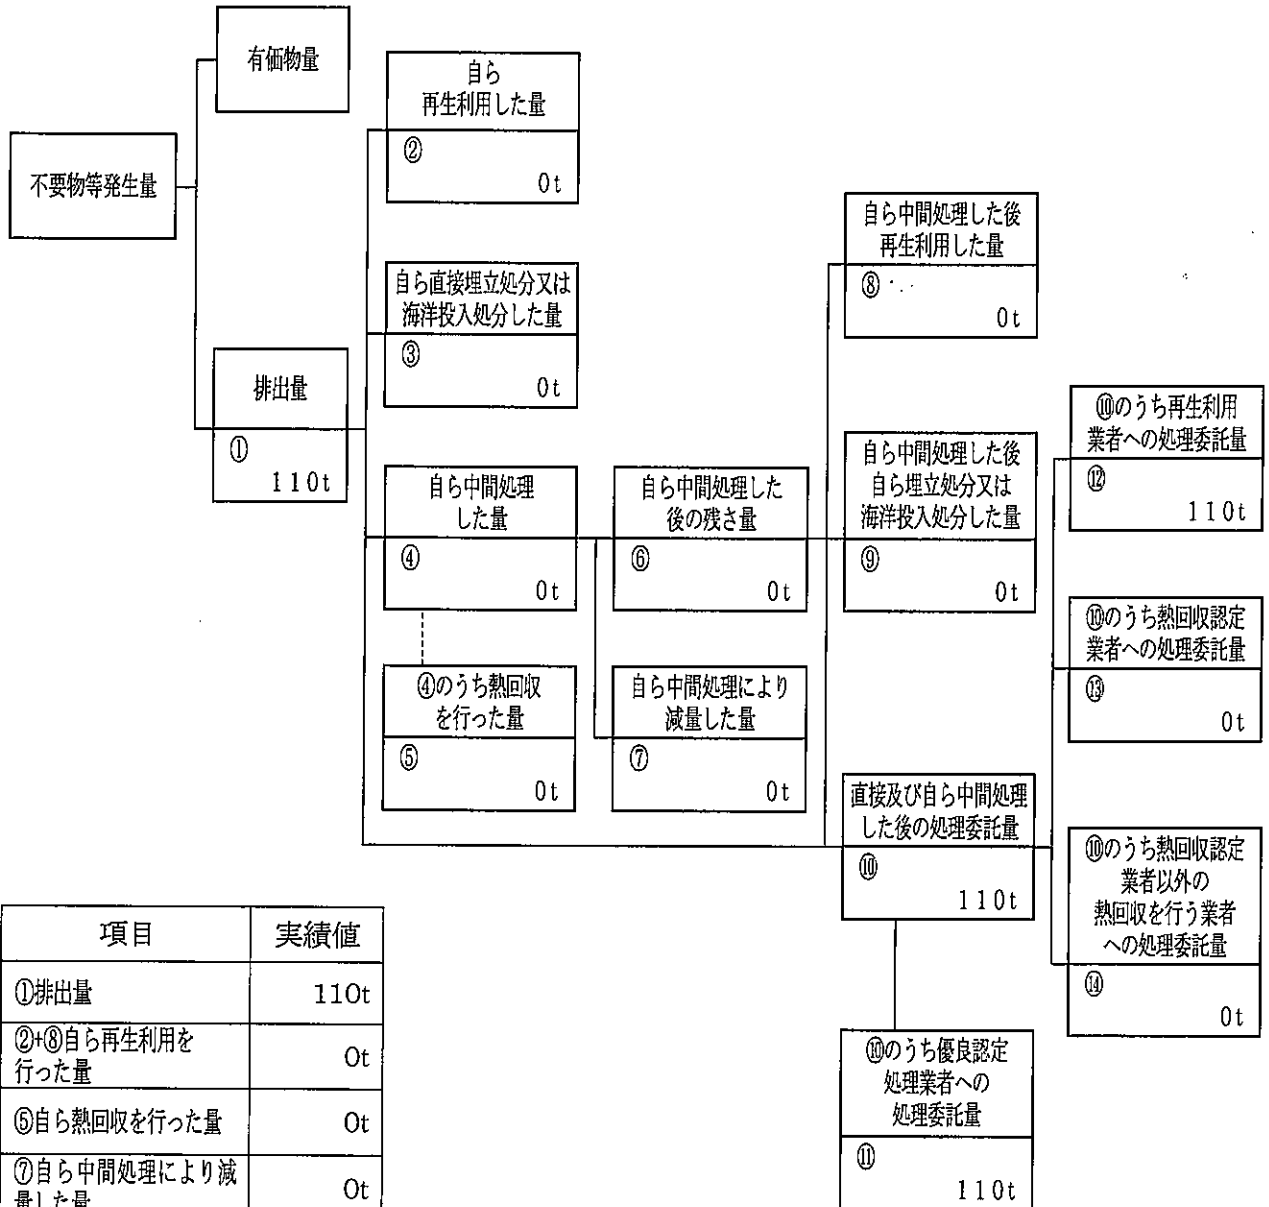 有価物量
不要物等発生量
自ら
再生利用した量
②
0t
自ら直接埋立処分又は
海洋投入処分した量
③
0t
排出量
①
110t
自ら中間処理
した量
④
0t
④のうち熱回収
を行った量
⑤
0t
自ら中間処理した
後の残さ量
⑥
0t
自ら中間処理により
減量した量
⑦
0t
自ら中間処理した後
再生利用した量
⑧
0t
自ら中間処理した後
自ら埋立処分又は
海洋投入処分した量
⑨
0t
直接及び自ら中間処理
した後の処理委託量
⑩
110t
⑩のうち優良認定
処理業者への
処理委託量
⑪
110t
⑩のうち再生利用
業者への処理委託量
⑫
110t
⑩のうち熱回収認定
業者への処理委託量
⑬
0t
⑩のうち熱回収認定
業者以外の
熱回収を行う業者
への処理委託量
⑭
0t
項目 実績値
①排出量 110t
②+⑧自ら再生利用を
行った量 0t
⑤自ら熱回収を行った量 0t
⑦自ら中間処理により減
量した量 0t